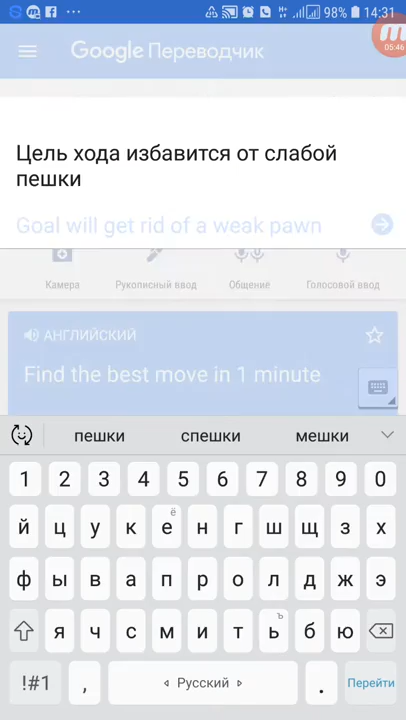 98% 14:31
05:46
Google Переводчик
Цель хода избавится от слабой
пешки
Goal will get rid of a weak pawn
Камера Рукописный ввод Общение Голосовой ввод
АНГЛИЙСКИЙ
Find the best move in 1 minute
пешки спешки мешки
1 2 3 4 5 6 7 8 9 0
ё
й ц у к е н г ш щ з х
ф ы в а п р о л д ж э
ъ
я ч с м и т ь б ю
!#1 , Русский . Перейти